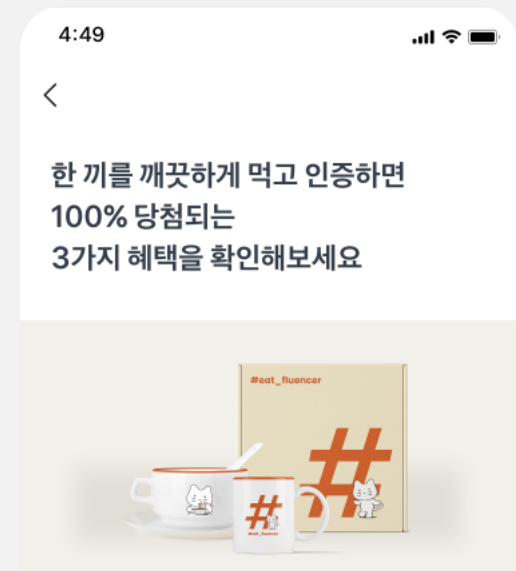 4:49
한 끼를 깨끗하게 먹고 인증하면
100% 당첨되는
3가지 혜택을 확인해보세요
#eat_fluencer
#
#
#eat_fluencer